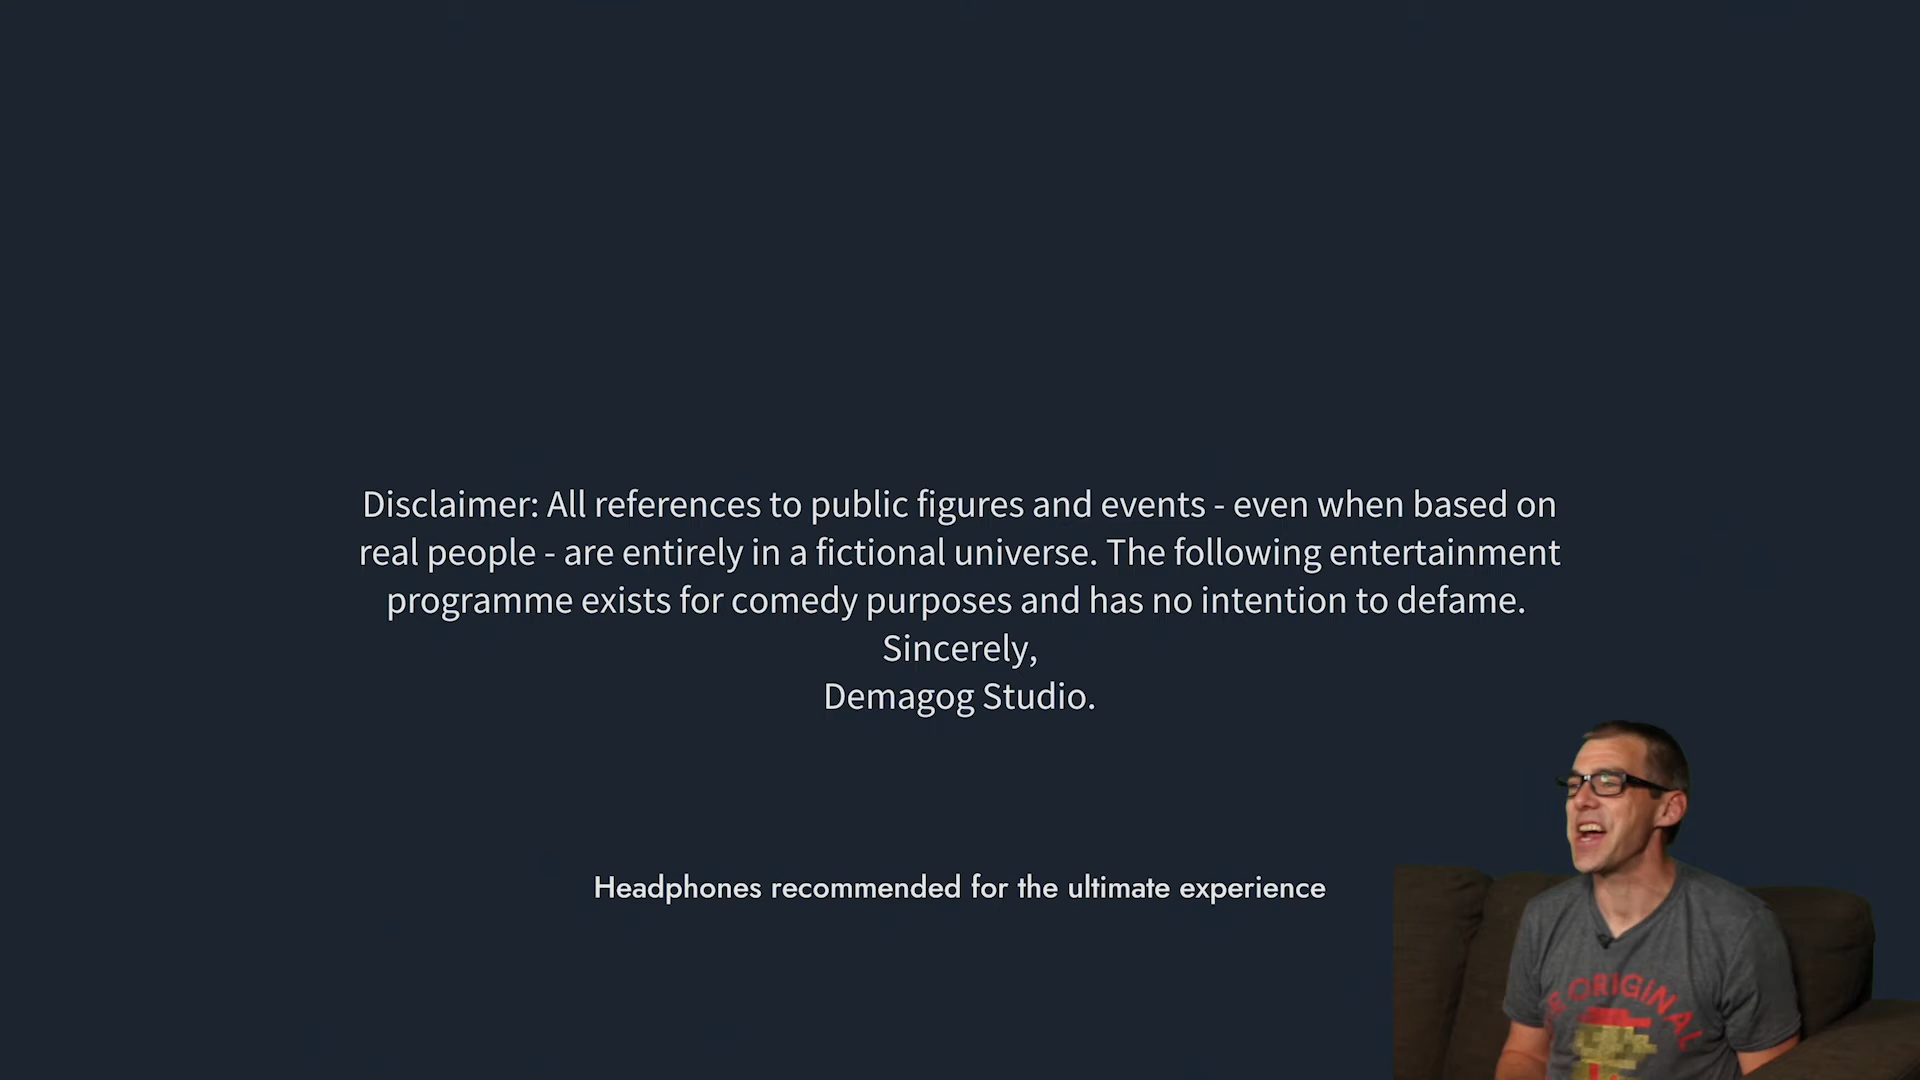 Disclaimer: All references to public figures and events - even when based on
real people - are entirely in a fictional universe. The following entertainment
programme exists for comedy purposes and has no intention to defame.
Sincerely,
Demagog Studio.
Headphones recommended for the ultimate experience
ORIGINAL